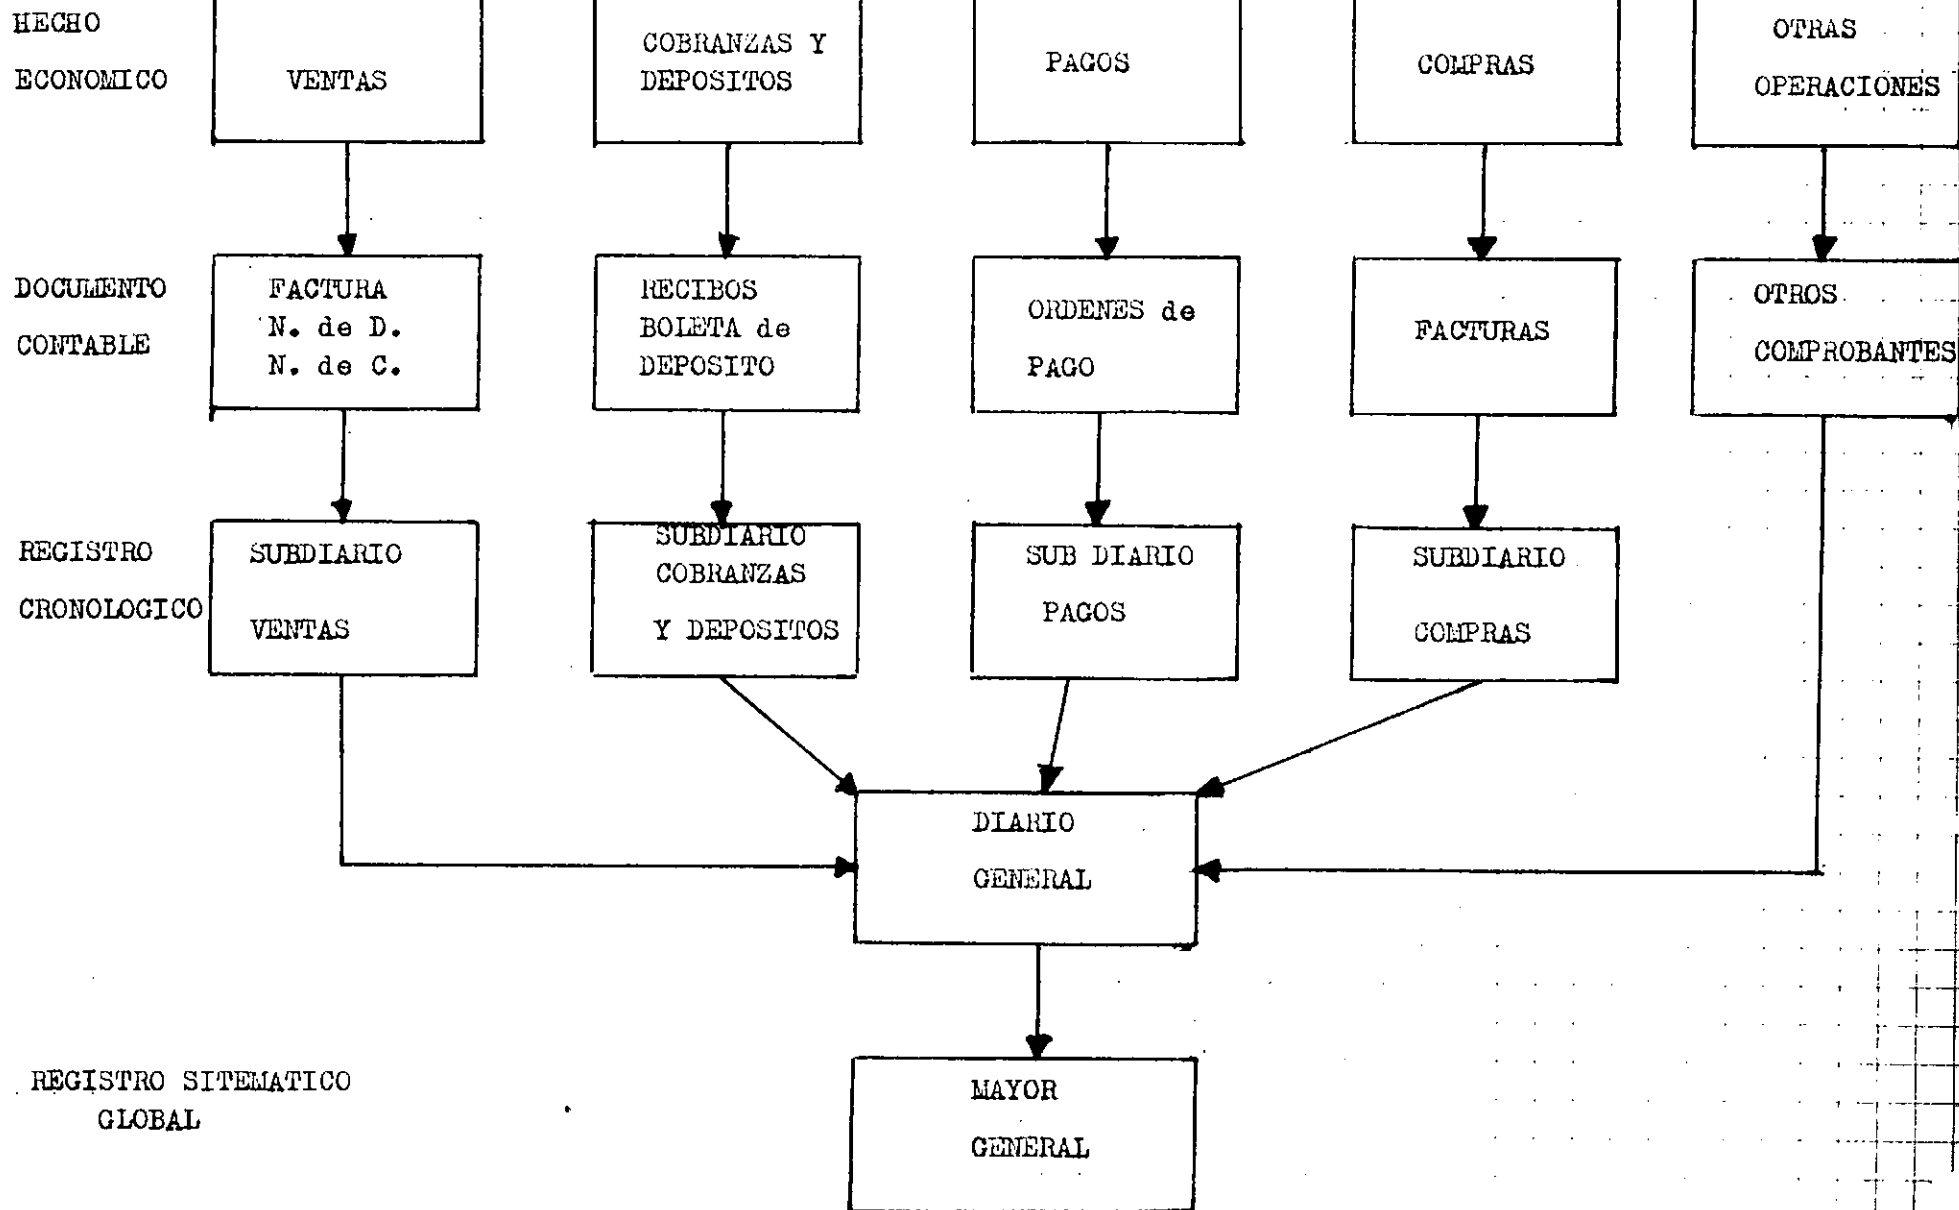 HECHO
ECONOMICO
VENTAS
COBRANZAS Y
DEPOSITOS
PAGOS
COMPRAS
OTRAS
OPERACIONES
DOCUMENTO
CONTABLE
FACTURA
N. de D.
N. de C.
RECIBOS
BOLETA de
DEPOSITO
ORDENES de
PAGO
FACTURAS
OTROS
COMPROBANTES
REGISTRO
CRONOLOGICO
SUBDIARIO
VENTAS
SUBDIARIO
COBRANZAS
Y DEPOSITOS
SUB DIARIO
PAGOS
SUBDIARIO
COMPRAS
DIARIO
GENERAL
REGISTRO SITEMATICO
GLOBAL
MAYOR
GENERAL